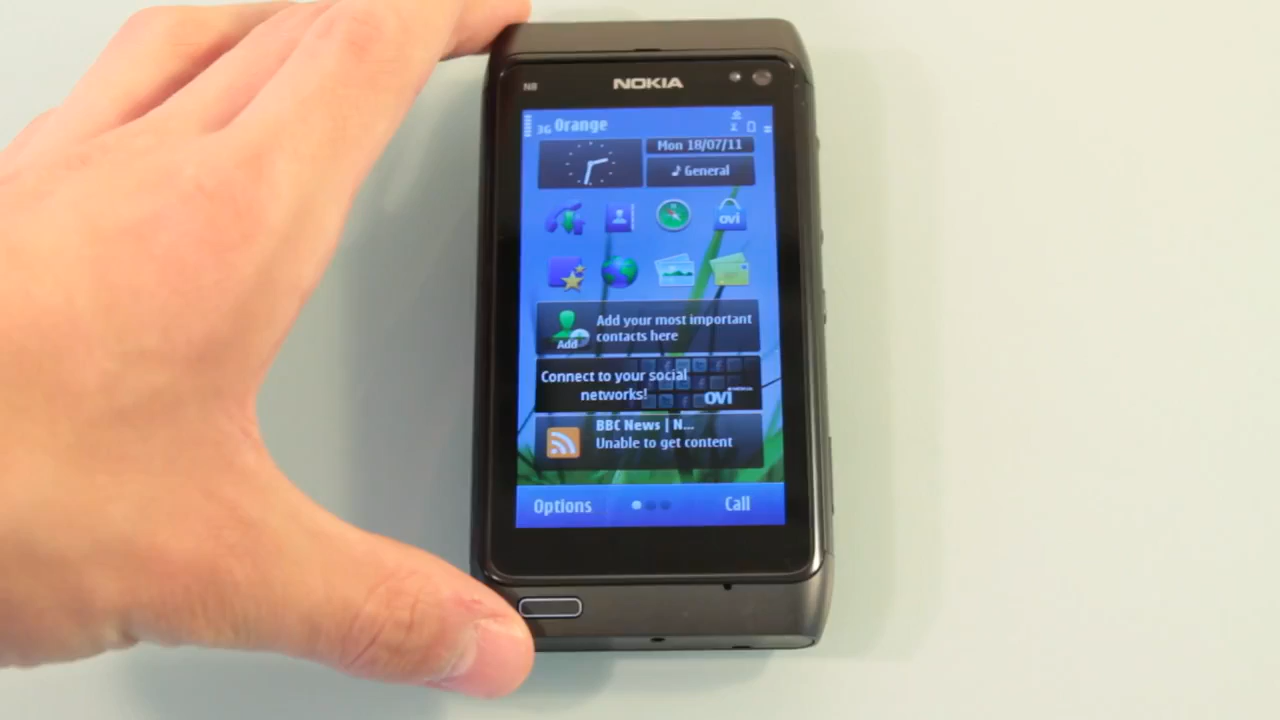 N8
NOKIA
3G Orange
Mon 18/07/11
General
ovi
Add your most important
contacts here
Add
Connect to your social
networks!
ovi
BBC News | N...
Unable to get content
Options
Call